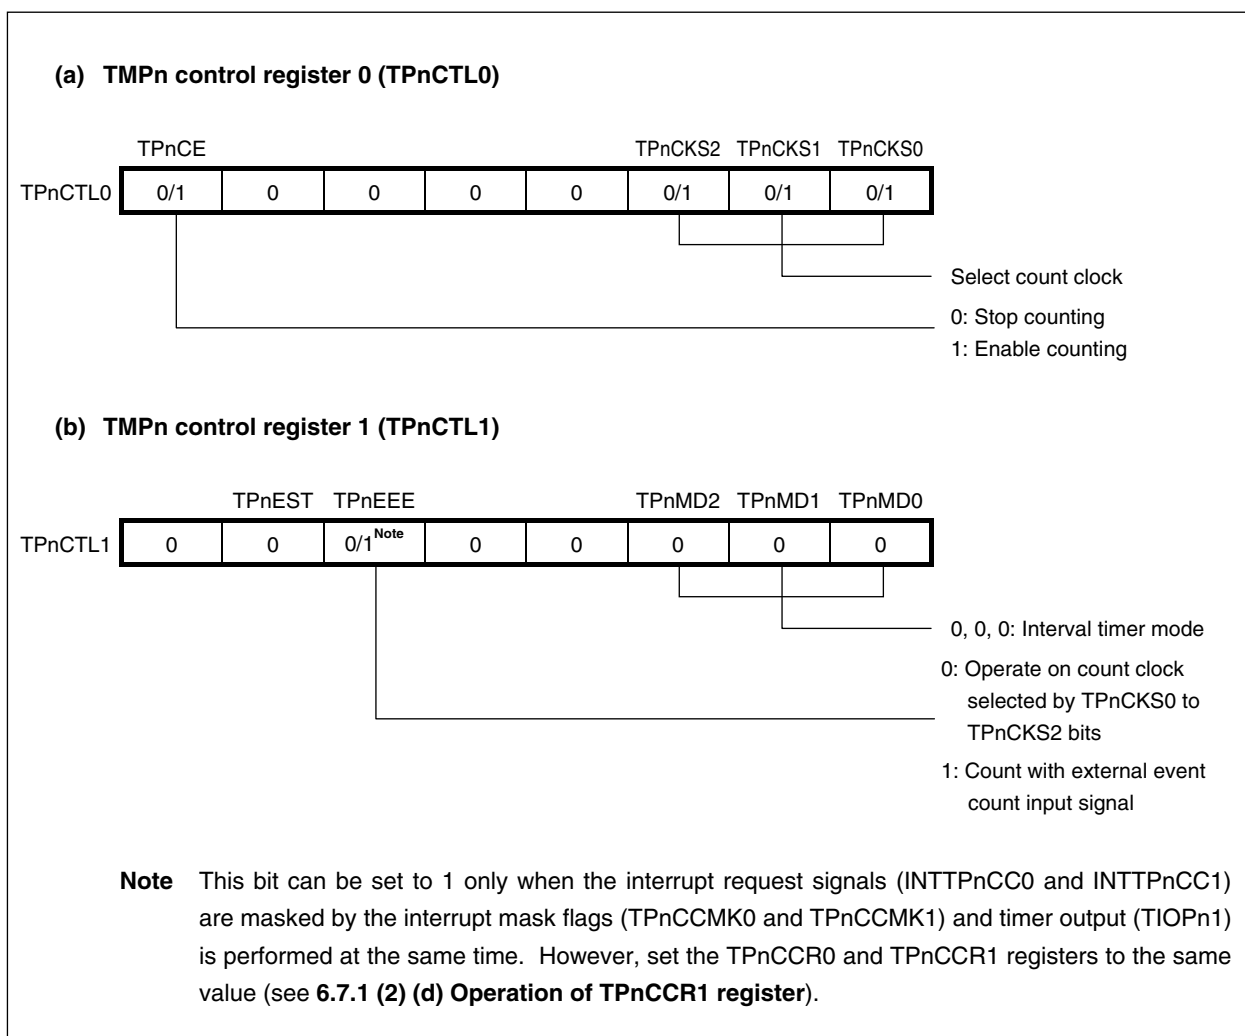 (a) TMPn control register 0 (TPnCTL0)
TPnCE TPnCKS2 TPnCKS1 TPnCKS0
TPnCTL0 0/1 0 0 0 0 0/1 0/1 0/1
Select count clock
0: Stop counting
1: Enable counting
(b) TMPn control register 1 (TPnCTL1)
TPnEST TPnEEE TPnMD2 TPnMD1 TPnMD0
TPnCTL1 0 0 0/1Note 0 0 0 0 0
0, 0, 0: Interval timer mode
0: Operate on count clock
selected by TPnCKS0 to
TPnCKS2 bits
1: Count with external event
count input signal
Note This bit can be set to 1 only when the interrupt request signals (INTTPnCC0 and INTTPnCC1)
are masked by the interrupt mask flags (TPnCCMK0 and TPnCCMK1) and timer output (TIOPn1)
is performed at the same time. However, set the TPnCCR0 and TPnCCR1 registers to the same
value (see 6.7.1 (2) (d) Operation of TPnCCR1 register).